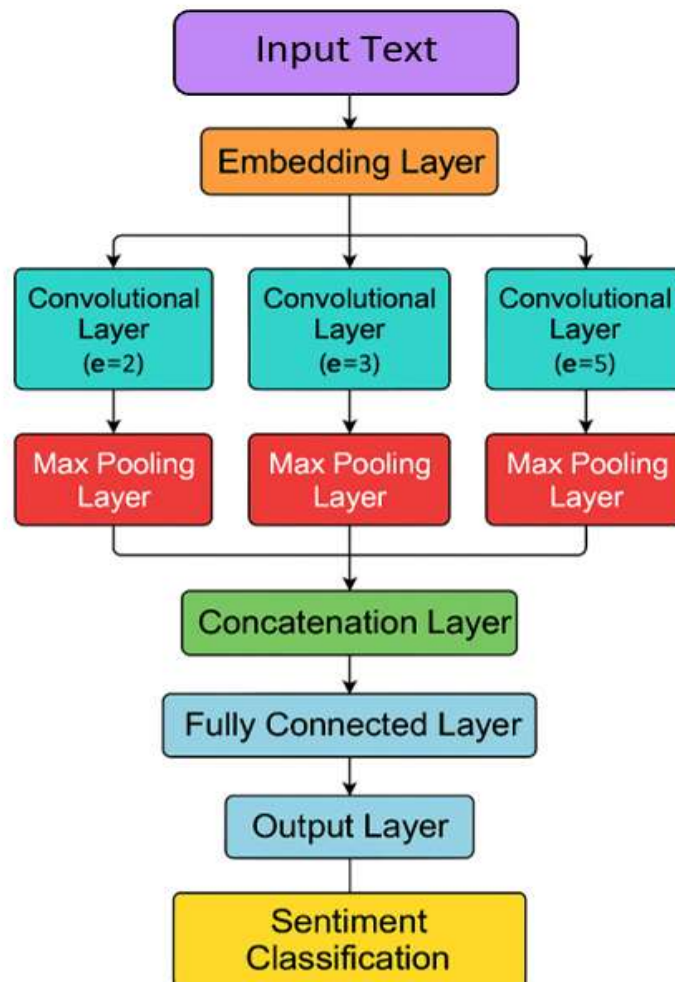 Input Text
Embedding Layer
Convolutional
Layer
(e=2)
Convolutional
Layer
(e=3)
Convolutional
Layer
(e=5)
Max Pooling
Layer
Max Pooling
Layer
Max Pooling
Layer
Concatenation Layer
Fully Connected Layer
Output Layer
Sentiment
Classification